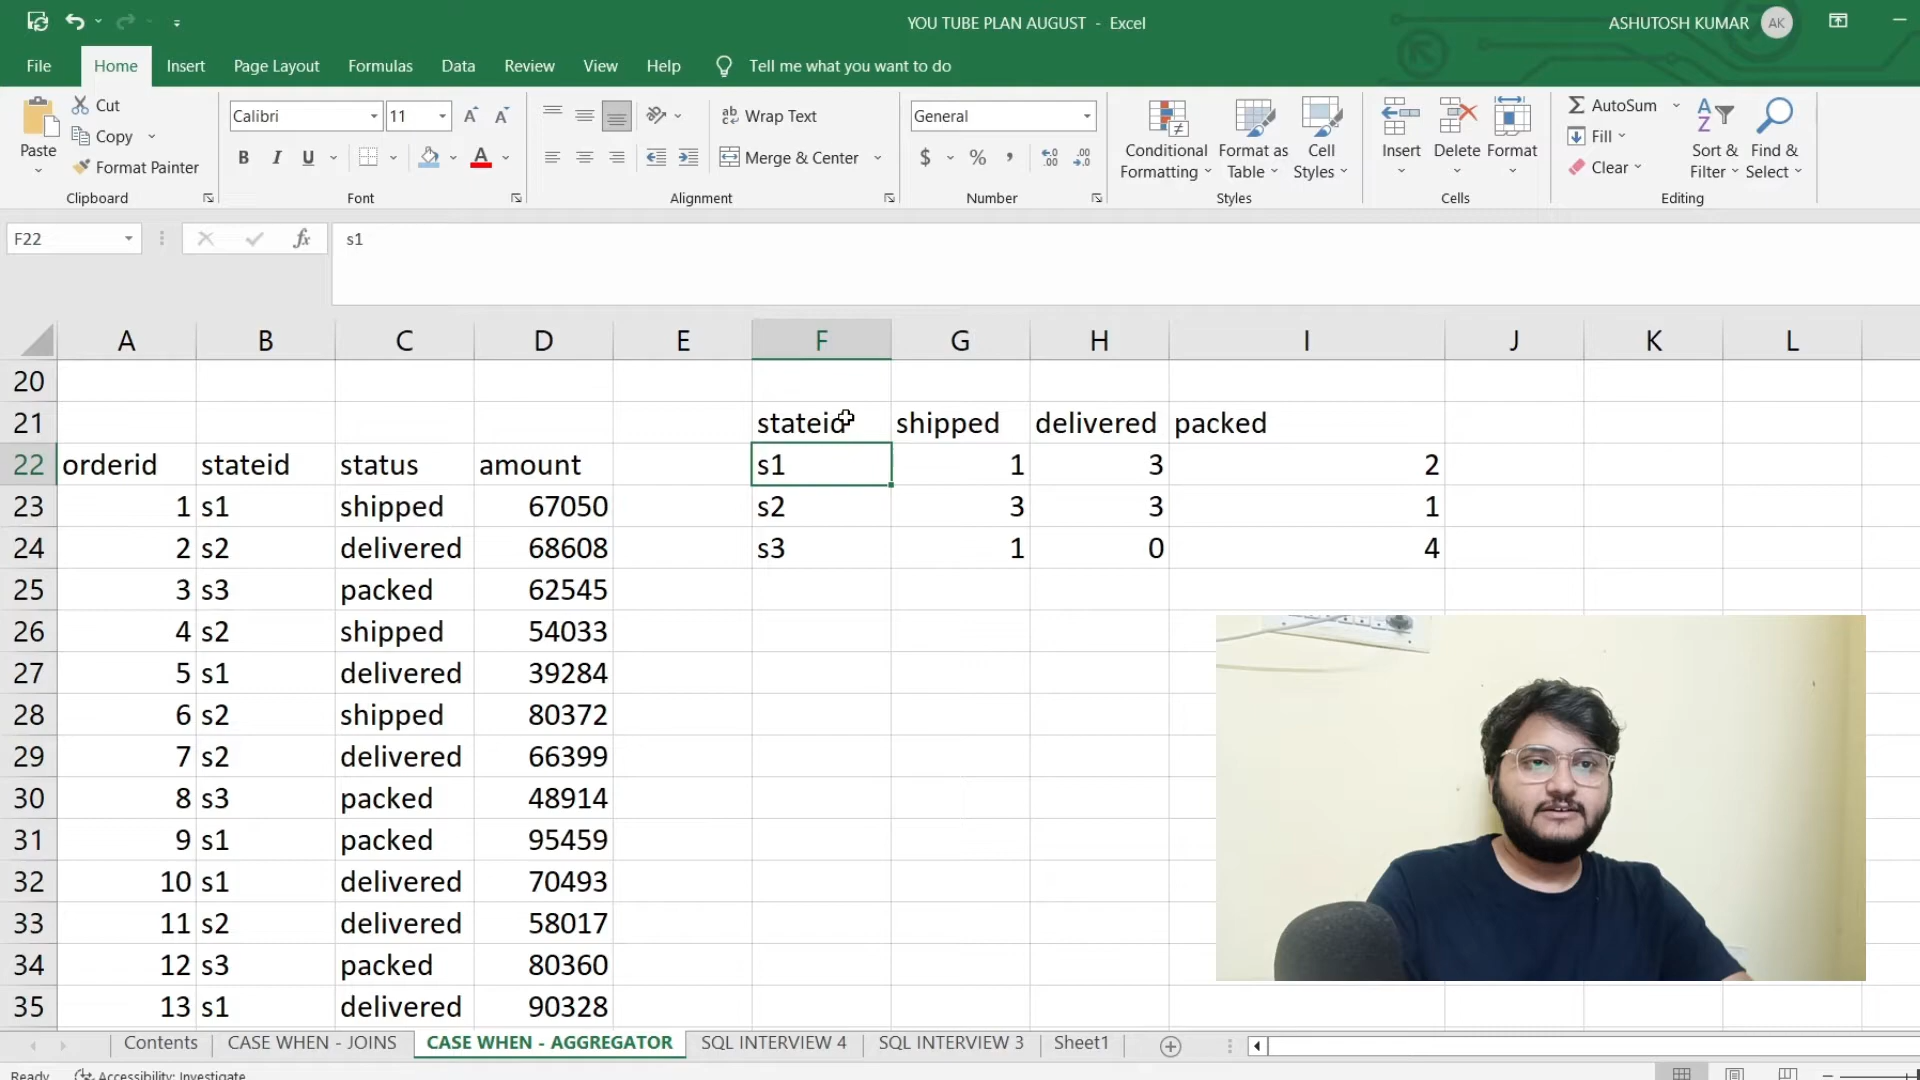 YOU TUBE PLAN AUGUST - Excel
ASHUTOSH KUMAR AK
File Home Insert Page Layout Formulas Data Review View Help Tell me what you want to do
Paste
Cut
Copy
Format Painter
Clipboard
Calibri 11
B I U
Font
Wrap Text
Merge & Center
Alignment
General
$ % ,
Number
Conditional Formatting
Format as Table
Cell Styles
Styles
Insert Delete Format
Cells
AutoSum
Fill
Clear
Sort & Filter
Find & Select
Editing
F22 fx s1
A B C D E F G H I J K L
20
21 stateid shipped delivered packed
22 orderid stateid status amount s1 1 3 2
23 1 s1 shipped 67050 s2 3 3 1
24 2 s2 delivered 68608 s3 1 0 4
25 3 s3 packed 62545
26 4 s2 shipped 54033
27 5 s1 delivered 39284
28 6 s2 shipped 80372
29 7 s2 delivered 66399
30 8 s3 packed 48914
31 9 s1 packed 95459
32 10 s1 delivered 70493
33 11 s2 delivered 58017
34 12 s3 packed 80360
35 13 s1 delivered 90328
Contents CASE WHEN - JOINS CASE WHEN - AGGREGATOR SQL INTERVIEW 4 SQL INTERVIEW 3 Sheet1
Ready Accessibility: Investigate